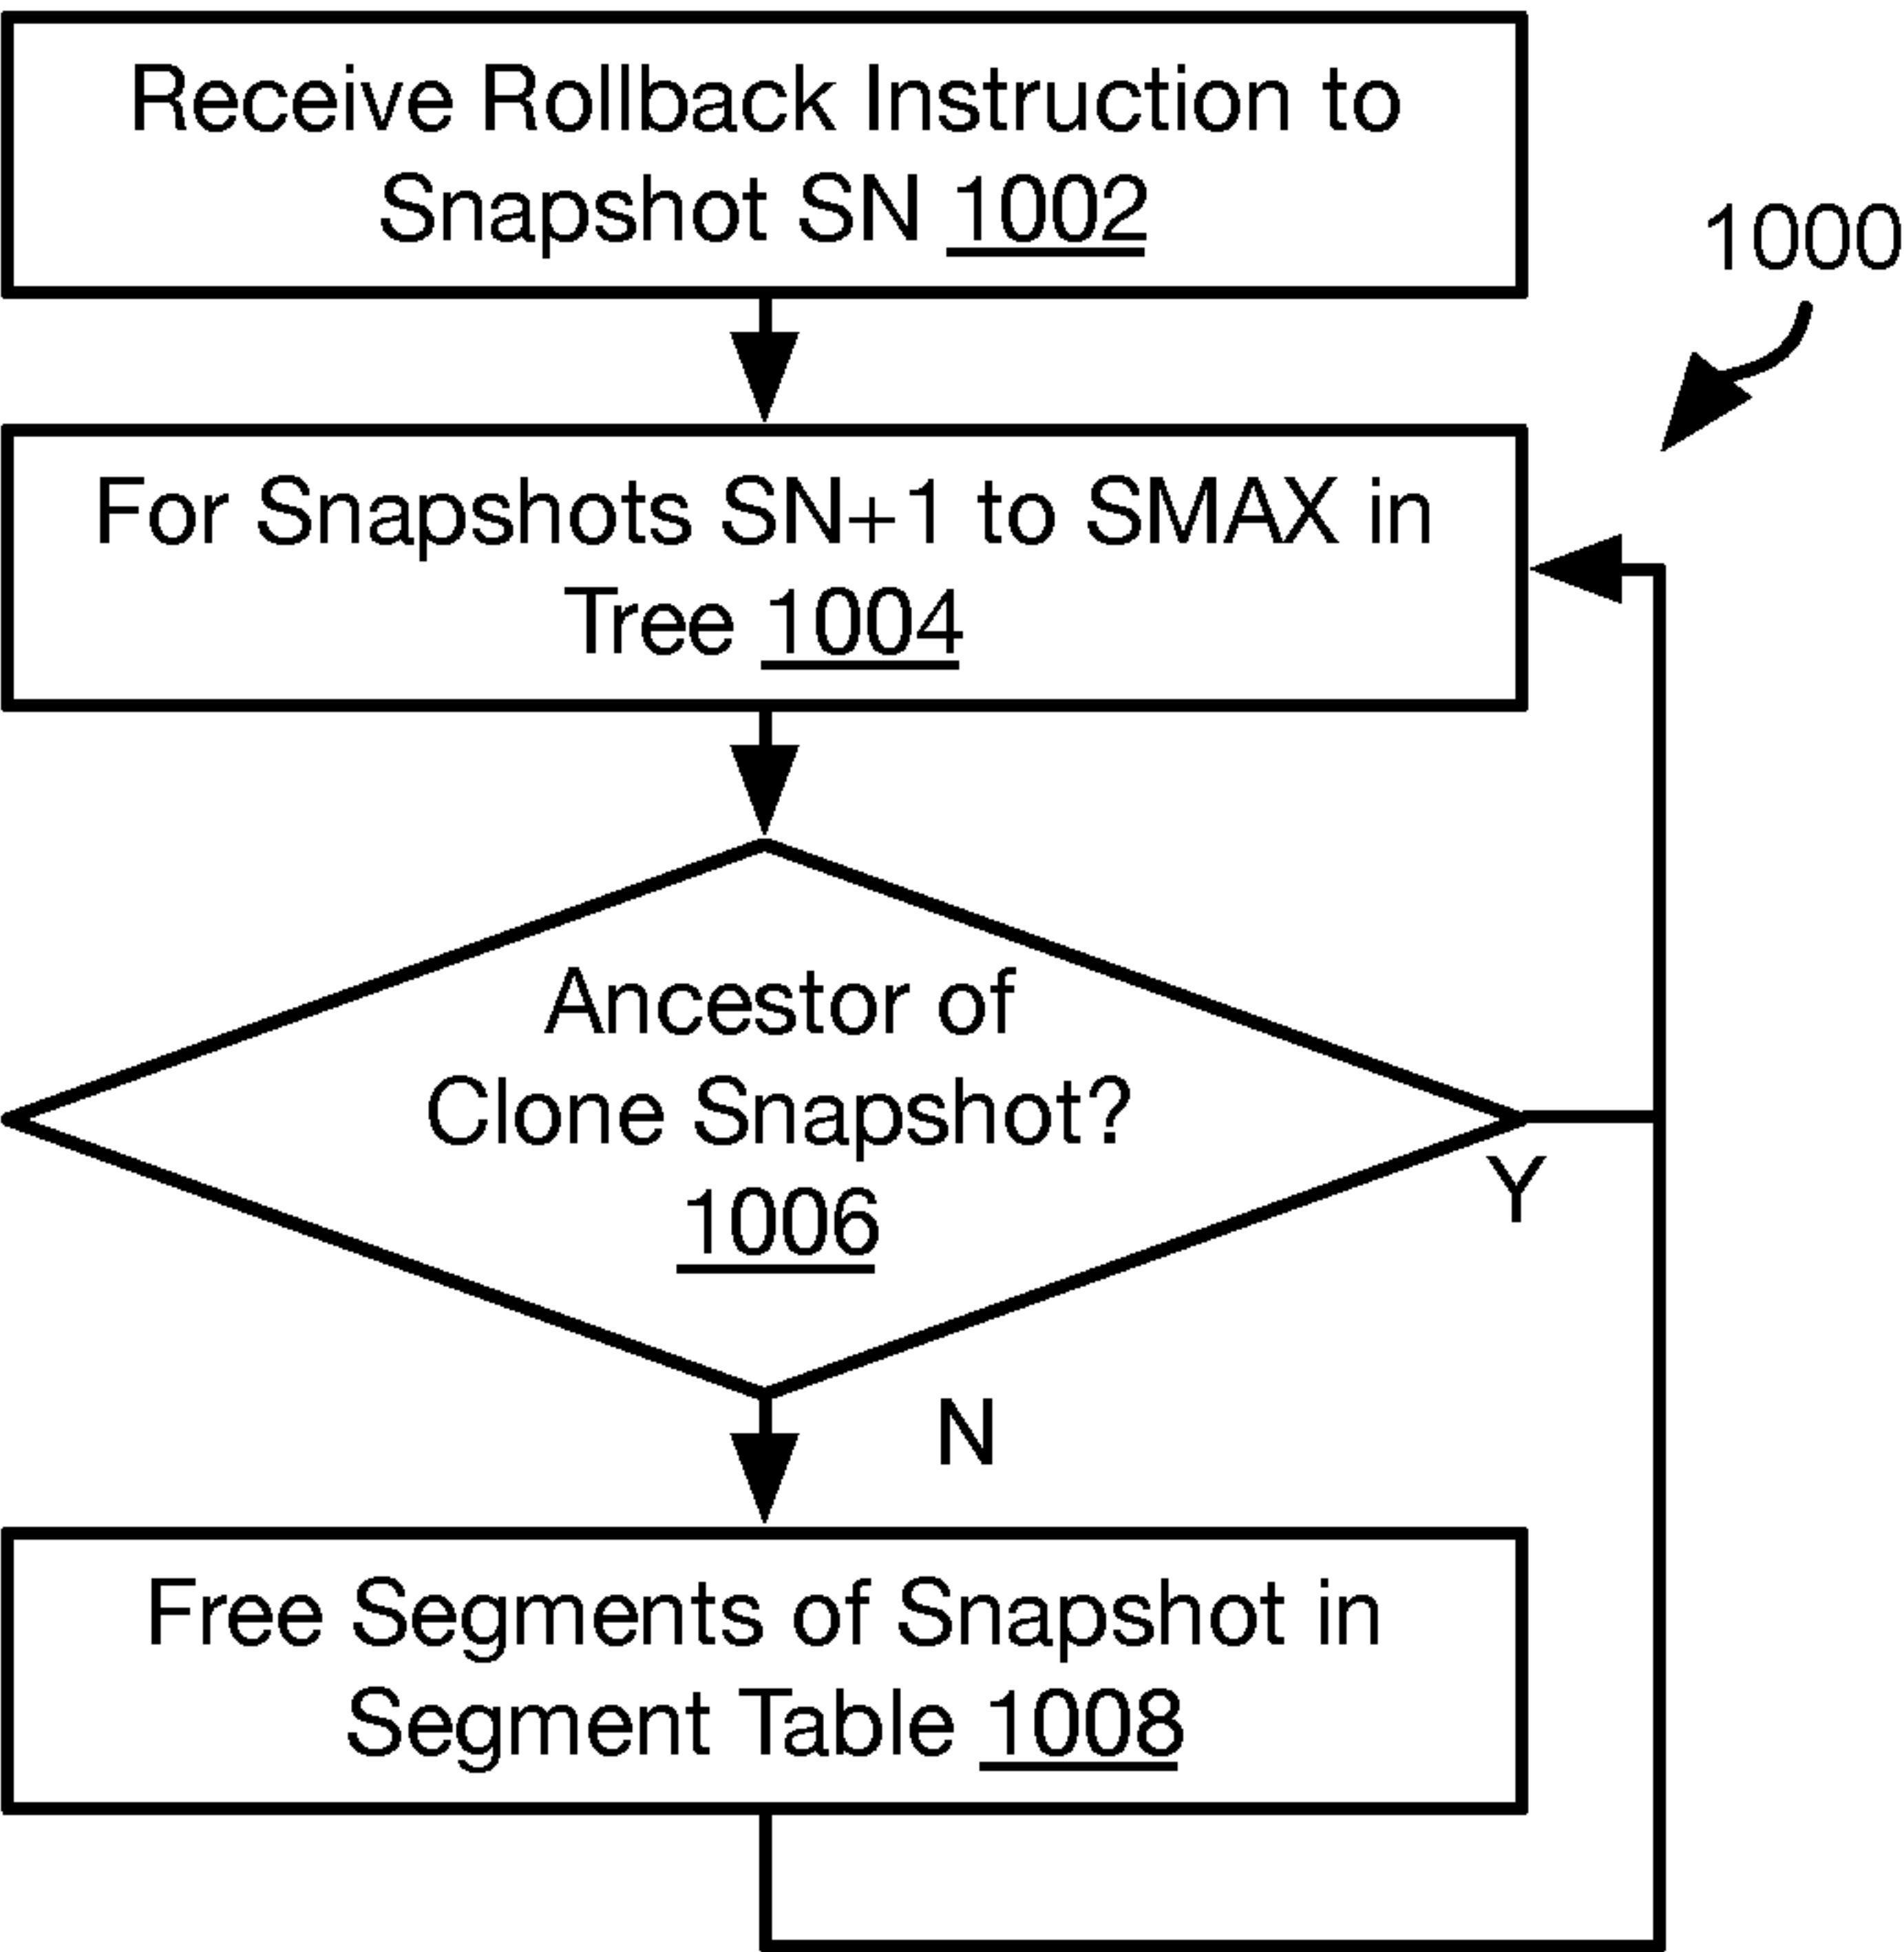 Receive Rollback Instruction to
Snapshot SN 1002
1000
For Snapshots SN+1 to SMAX in
Tree 1004
Ancestor of
Clone Snapshot?
1006
Y
N
Free Segments of Snapshot in
Segment Table 1008